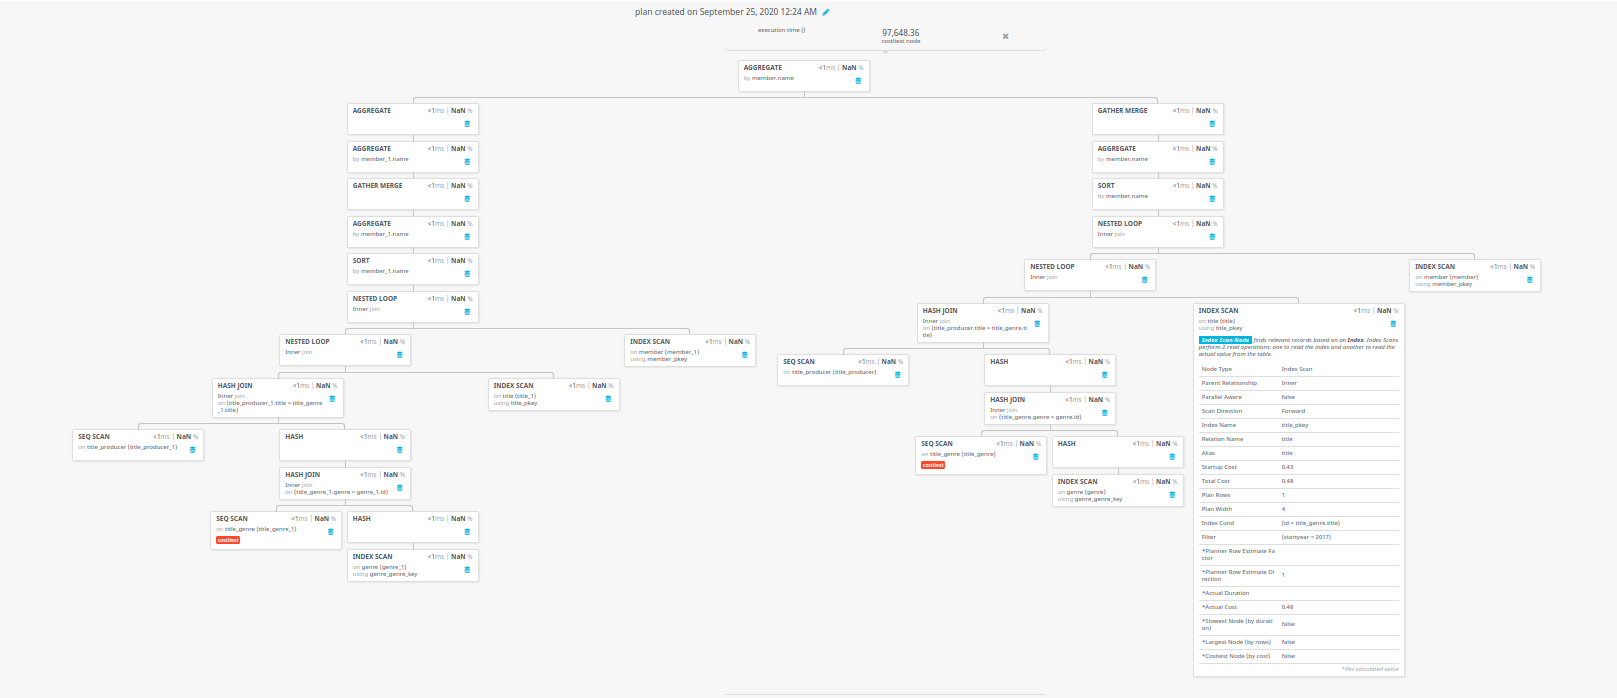 plan created on September 25, 2020 12:24 AM
execution time ()
97,648.36
costliest node
AGGREGATE <1ms | NaN %
by member.name
AGGREGATE <1ms | NaN %
AGGREGATE <1ms | NaN %
by member_1.name
GATHER MERGE <1ms | NaN %
AGGREGATE <1ms | NaN %
by member_1.name
SORT <1ms | NaN %
by member_1.name
NESTED LOOP <1ms | NaN %
Inner join
NESTED LOOP <1ms | NaN %
Inner join
INDEX SCAN <1ms | NaN %
on member (member_1)
using member_pkey
HASH JOIN <1ms | NaN %
Inner join
on (title_producer_1.title = title_genre
_1.title)
INDEX SCAN <1ms | NaN %
on title (title_1)
using title_pkey
SEQ SCAN <1ms | NaN %
on title_producer (title_producer_1)
HASH <1ms | NaN %
HASH JOIN <1ms | NaN %
Inner join
on (title_genre_1.genre = genre_1.id)
SEQ SCAN <1ms | NaN %
on title_genre (title_genre_1)
costliest
HASH <1ms | NaN %
INDEX SCAN <1ms | NaN %
on genre (genre_1)
using genre_genre_key
GATHER MERGE <1ms | NaN %
AGGREGATE <1ms | NaN %
by member.name
SORT <1ms | NaN %
by member.name
NESTED LOOP <1ms | NaN %
Inner join
NESTED LOOP <1ms | NaN %
Inner join
INDEX SCAN <1ms | NaN %
on member (member)
using member_pkey
HASH JOIN <1ms | NaN %
Inner join
on (title_producer.title = title_genre.ti
tle)
SEQ SCAN <1ms | NaN %
on title_producer (title_producer)
HASH <1ms | NaN %
HASH JOIN <1ms | NaN %
Inner join
on (title_genre.genre = genre.id)
SEQ SCAN <1ms | NaN %
on title_genre (title_genre)
costliest
HASH <1ms | NaN %
INDEX SCAN <1ms | NaN %
on genre (genre)
using genre_genre_key
INDEX SCAN <1ms | NaN %
on title (title)
using title_pkey
Index Scan Node finds relevant records based on an Index. Index Scans
perform 2 read operations: one to read the index and another to read the
actual value from the table.
Node Type Index Scan
Parent Relationship Inner
Parallel Aware false
Scan Direction Forward
Index Name title_pkey
Relation Name title
Alias title
Startup Cost 0.43
Total Cost 0.48
Plan Rows 1
Plan Width 4
Index Cond (id = title_genre.title)
Filter (startyear = 2017)
*Planner Row Estimate Fa
ctor
*Planner Row Estimate Di
rection 1
*Actual Duration
*Actual Cost 0.48
*Slowest Node (by durati
on) false
*Largest Node (by rows) false
*Costliest Node (by cost) false
*Pev calculated value